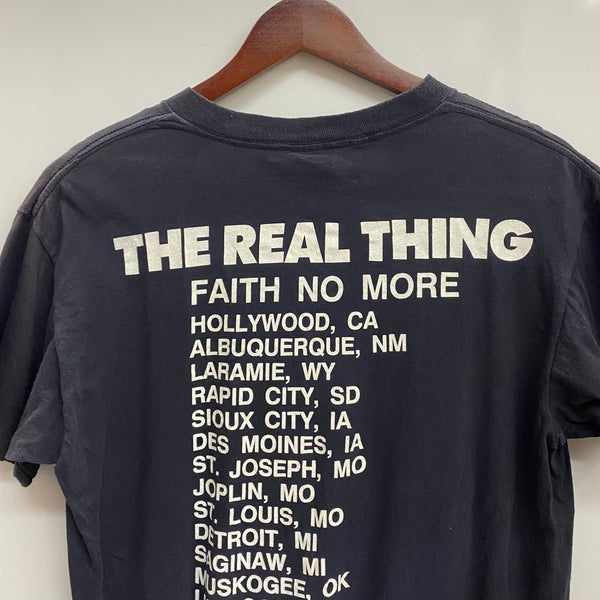 THE REAL THING
FAITH NO MORE
HOLLYWOOD, CA
ALBUQUERQUE, NM
LARAMIE, WY
RAPID CITY, SD
SIOUX CITY, IA
DES MOINES, IA
ST. JOSEPH, MO
JOPLIN, MO
ST. LOUIS, MO
DETROIT, MI
SAGINAW, MI
MUSKOGEE, OK